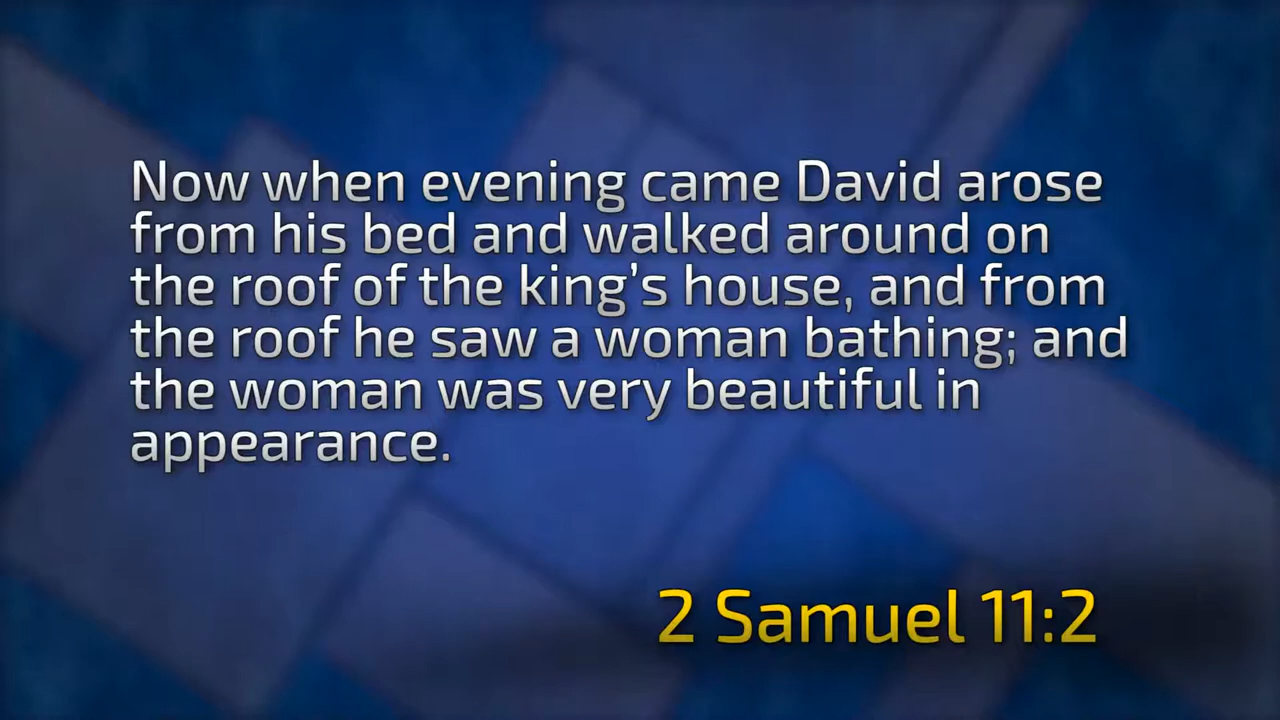 Now when evening came David arose
from his bed and walked around on
the roof of the king’s house, and from
the roof he saw a woman bathing; and
the woman was very beautiful in
appearance.
2 Samuel 11:2